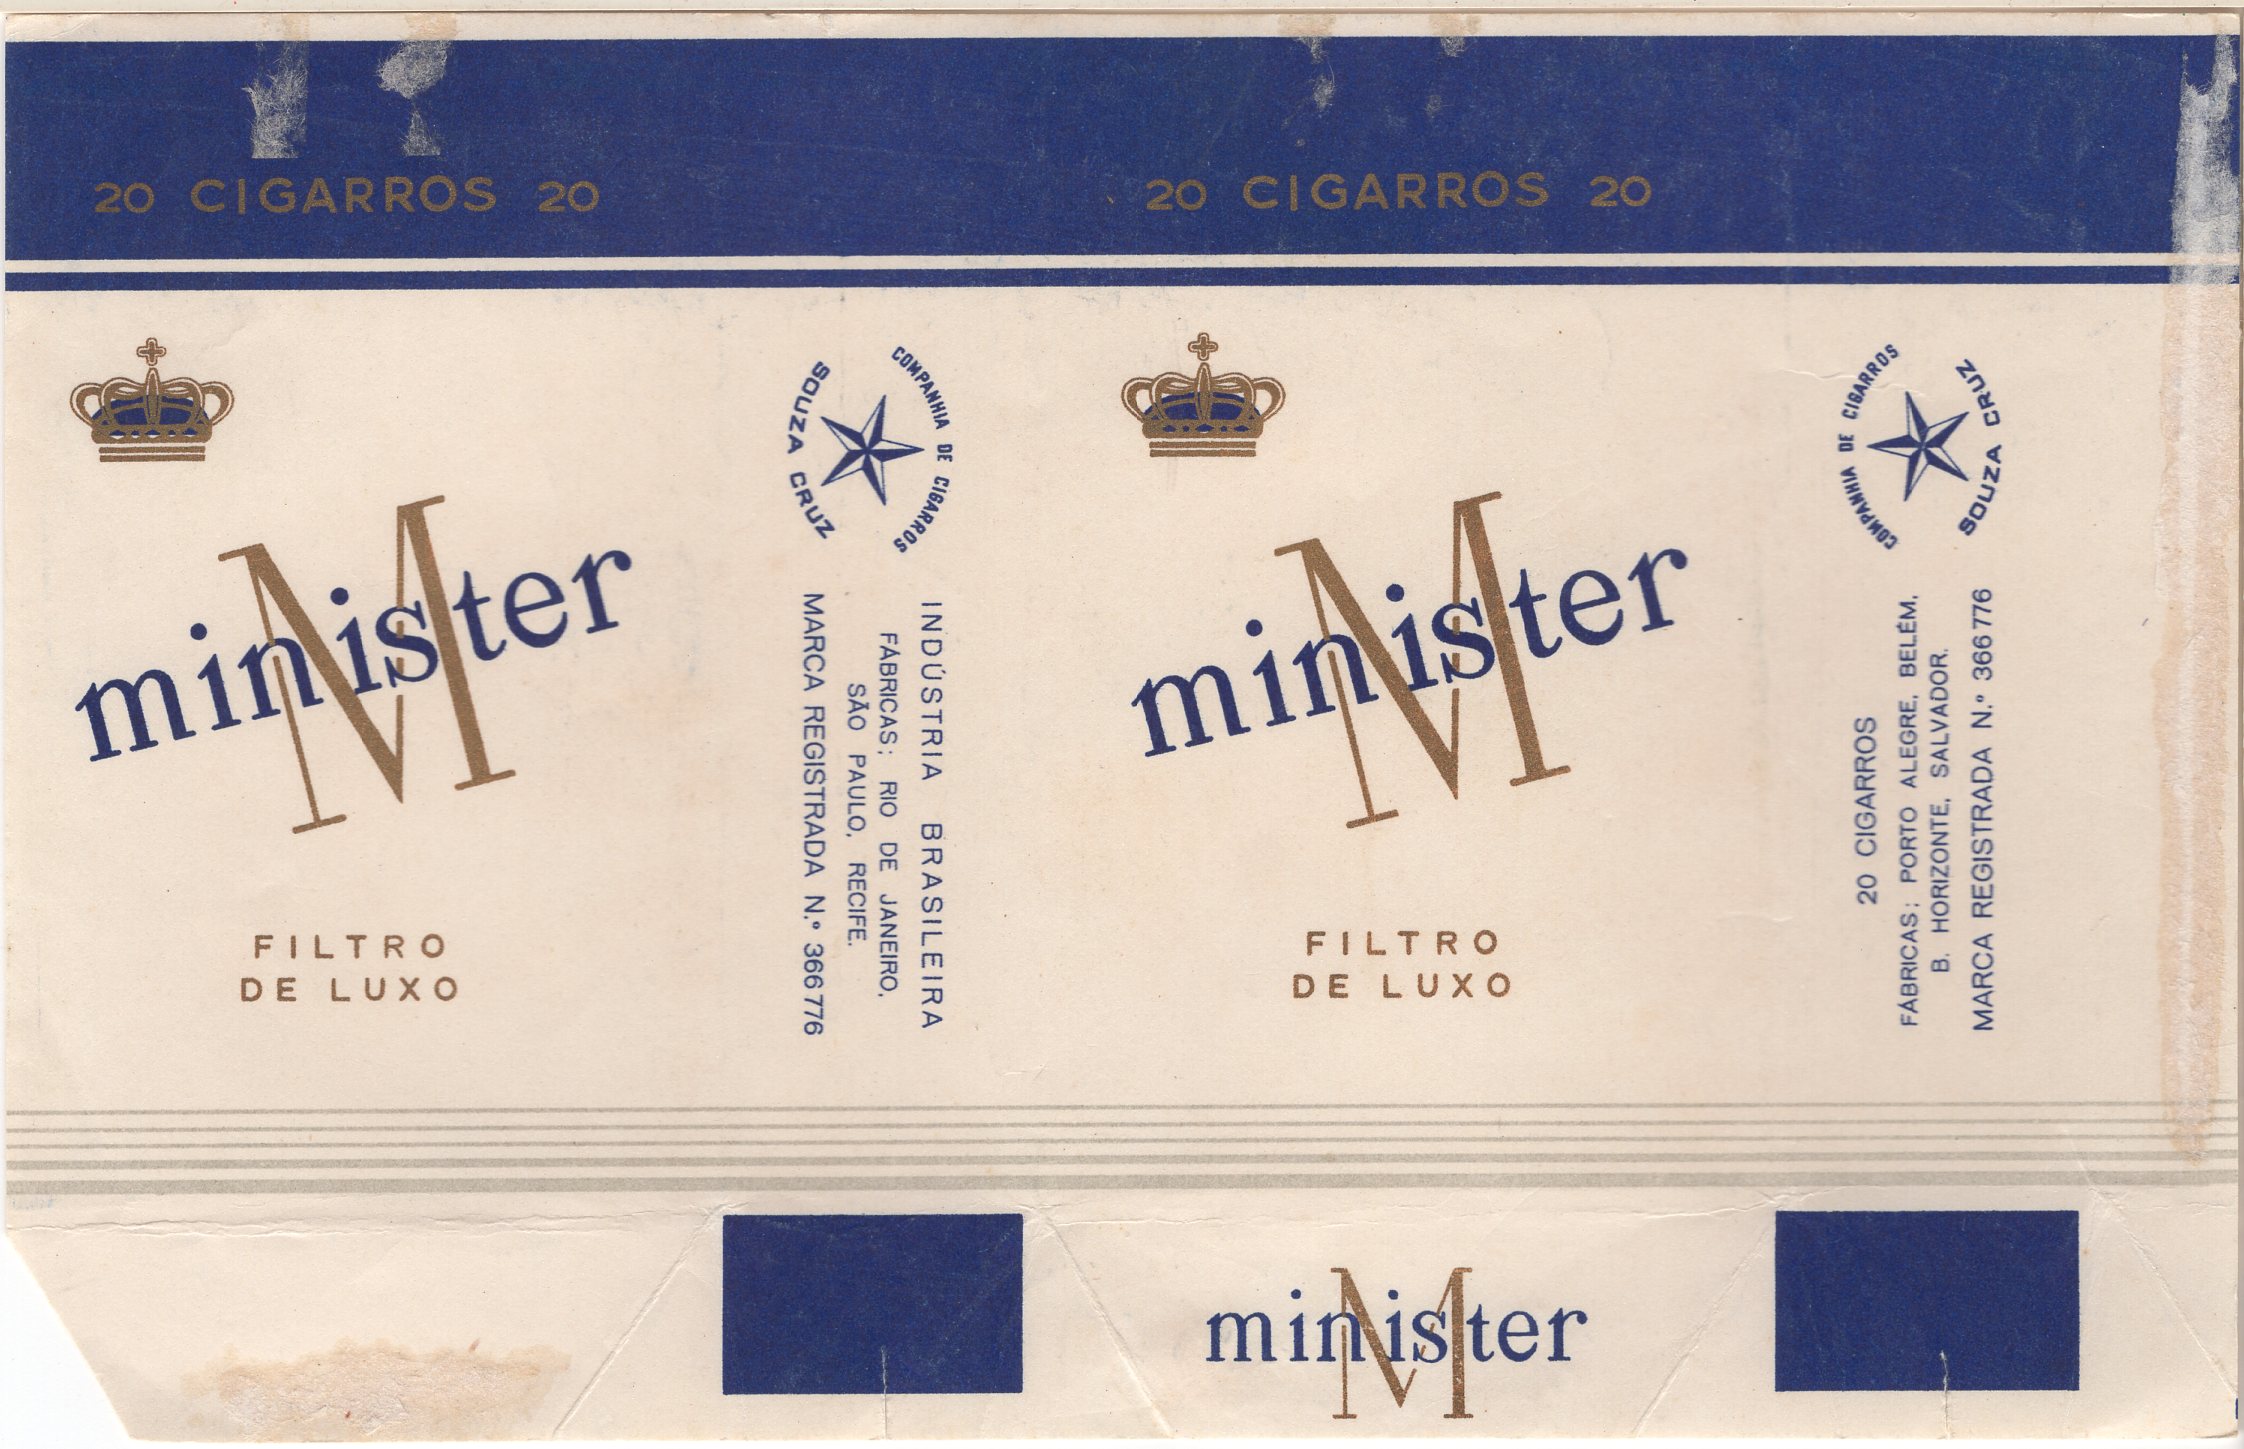 20 CIGARROS 20
20 CIGARROS 20
M
minister
FILTRO
DE LUXO
COMPANHIA DE CIGARROS
SOUZA CRUZ
INDÚSTRIA BRASILEIRA
FÁBRICAS: RIO DE JANEIRO,
SÃO PAULO, RECIFE.
MARCA REGISTRADA N.º 366776
M
minister
FILTRO
DE LUXO
COMPANHIA DE CIGARROS
SOUZA CRUZ
20 CIGARROS
FÁBRICAS: PORTO ALEGRE, BELÉM,
B. HORIZONTE, SALVADOR.
MARCA REGISTRADA N.º 366776
M
minister